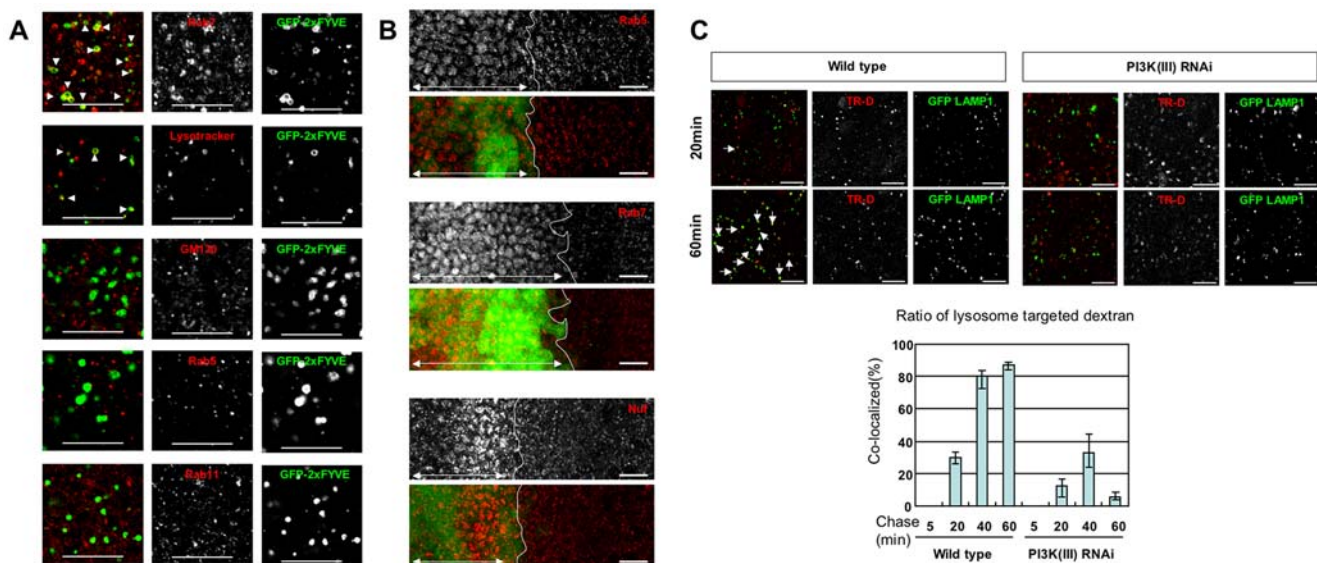 A
Rab7
GFP-2xFYVE
Lysotracker
GFP-2xFYVE
GM130
GFP-2xFYVE
Rab5
GFP-2xFYVE
Rab11
GFP-2xFYVE
B
Rab5
Rab7
Nuf
C
Wild type
PI3K(III) RNAi
20min
TR-D
GFP LAMP1
TR-D
GFP LAMP1
60min
TR-D
GFP LAMP1
TR-D
GFP LAMP1
Ratio of lysosome targeted dextran
Co-localized(%)
100
80
60
40
20
0
Chase 5 20 40 60 5 20 40 60
(min)
Wild type PI3K(III) RNAi